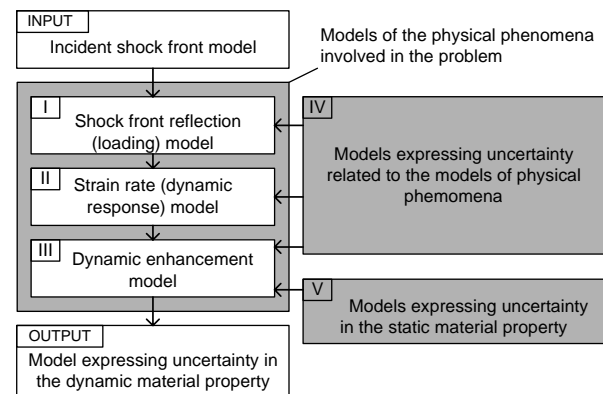 INPUT
Incident shock front model
Models of the physical phenomena
involved in the problem
I
Shock front reflection
(loading) model
II
Strain rate (dynamic
response) model
III
Dynamic enhancement
model
IV
Models expressing uncertainty
related to the models of physical
phemomena
V
Models expressing uncertainty
in the static material property
OUTPUT
Model expressing uncertainty in
the dynamic material property